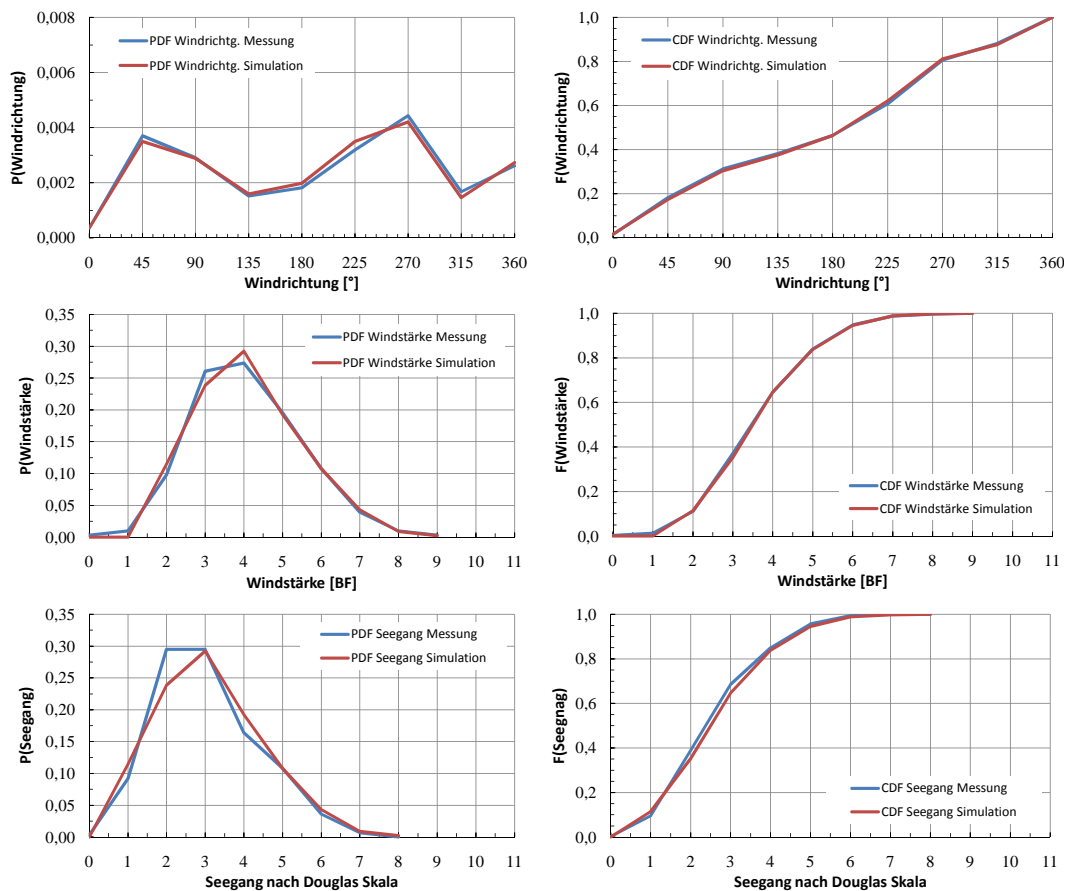 0,008
0,006
0,004
0,002
0,000
P(Windrichtung)
PDF Windrichtg. Messung
PDF Windrichtg. Simulation
0 45 90 135 180 225 270 315 360
Windrichtung [°]
1,0
0,8
0,6
0,4
0,2
0,0
F(Windrichtung)
CDF Windrichtg. Messung
CDF Windrichtg. Simulation
0 45 90 135 180 225 270 315 360
Windrichtung [°]
0,35
0,30
0,25
0,20
0,15
0,10
0,05
0,00
P(Windstärke)
PDF Windstärke Messung
PDF Windstärke Simulation
0 1 2 3 4 5 6 7 8 9 10 11
Windstärke [BF]
1,0
0,8
0,6
0,4
0,2
0,0
F(Windstärke)
CDF Windstärke Messung
CDF Windstärke Simulation
0 1 2 3 4 5 6 7 8 9 10 11
Windstärke [BF]
0,35
0,30
0,25
0,20
0,15
0,10
0,05
0,00
P(Seegang)
PDF Seegang Messung
PDF Seegang Simulation
0 1 2 3 4 5 6 7 8 9 10 11
Seegang nach Douglas Skala
1,0
0,8
0,6
0,4
0,2
0,0
F(Seegnag)
CDF Seegang Messung
CDF Seegang Simulation
0 1 2 3 4 5 6 7 8 9 10 11
Seegang nach Douglas Skala